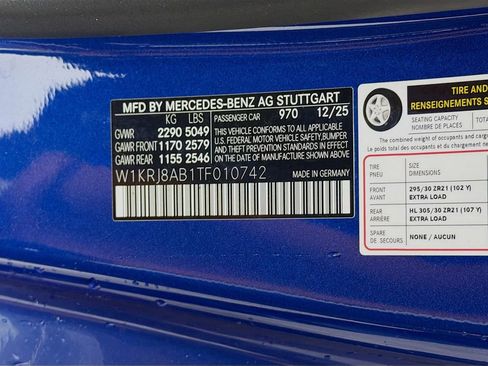 MFD BY MERCEDES-BENZ AG STUTTGART
KG LBS PASSENGER CAR 970 12/25
GVWR 2290 5049
GAWR FRONT 1170 2579
GAWR REAR 1155 2546
THIS VEHICLE CONFORMS TO ALL APPLICABLE
U.S. FEDERAL MOTOR VEHICLE SAFETY,BUMPER,
AND THEFT PREVENTION STANDARDS IN EFFECT
ON THE DATE OF MANUFACTURE SHOWN ABOVE.
W1KRJ8AB1TF010742 MADE IN GERMANY
TIRE AND
RENSEIGNEMENTS S
SEATING CAPACITY
NOMBRE DE PLACES
The combined weight of occupants and cargo
Le poids total des occupants et du chargement
TIRE
PNEU
SIZE
DIMENSIONS
FRONT
AVANT
295/30 ZR21 (102 Y)
EXTRA LOAD
REAR
ARRIERE
HL 305/30 ZR21 (107 Y)
EXTRA LOAD
SPARE
DE SECOURS
NONE / AUCUN